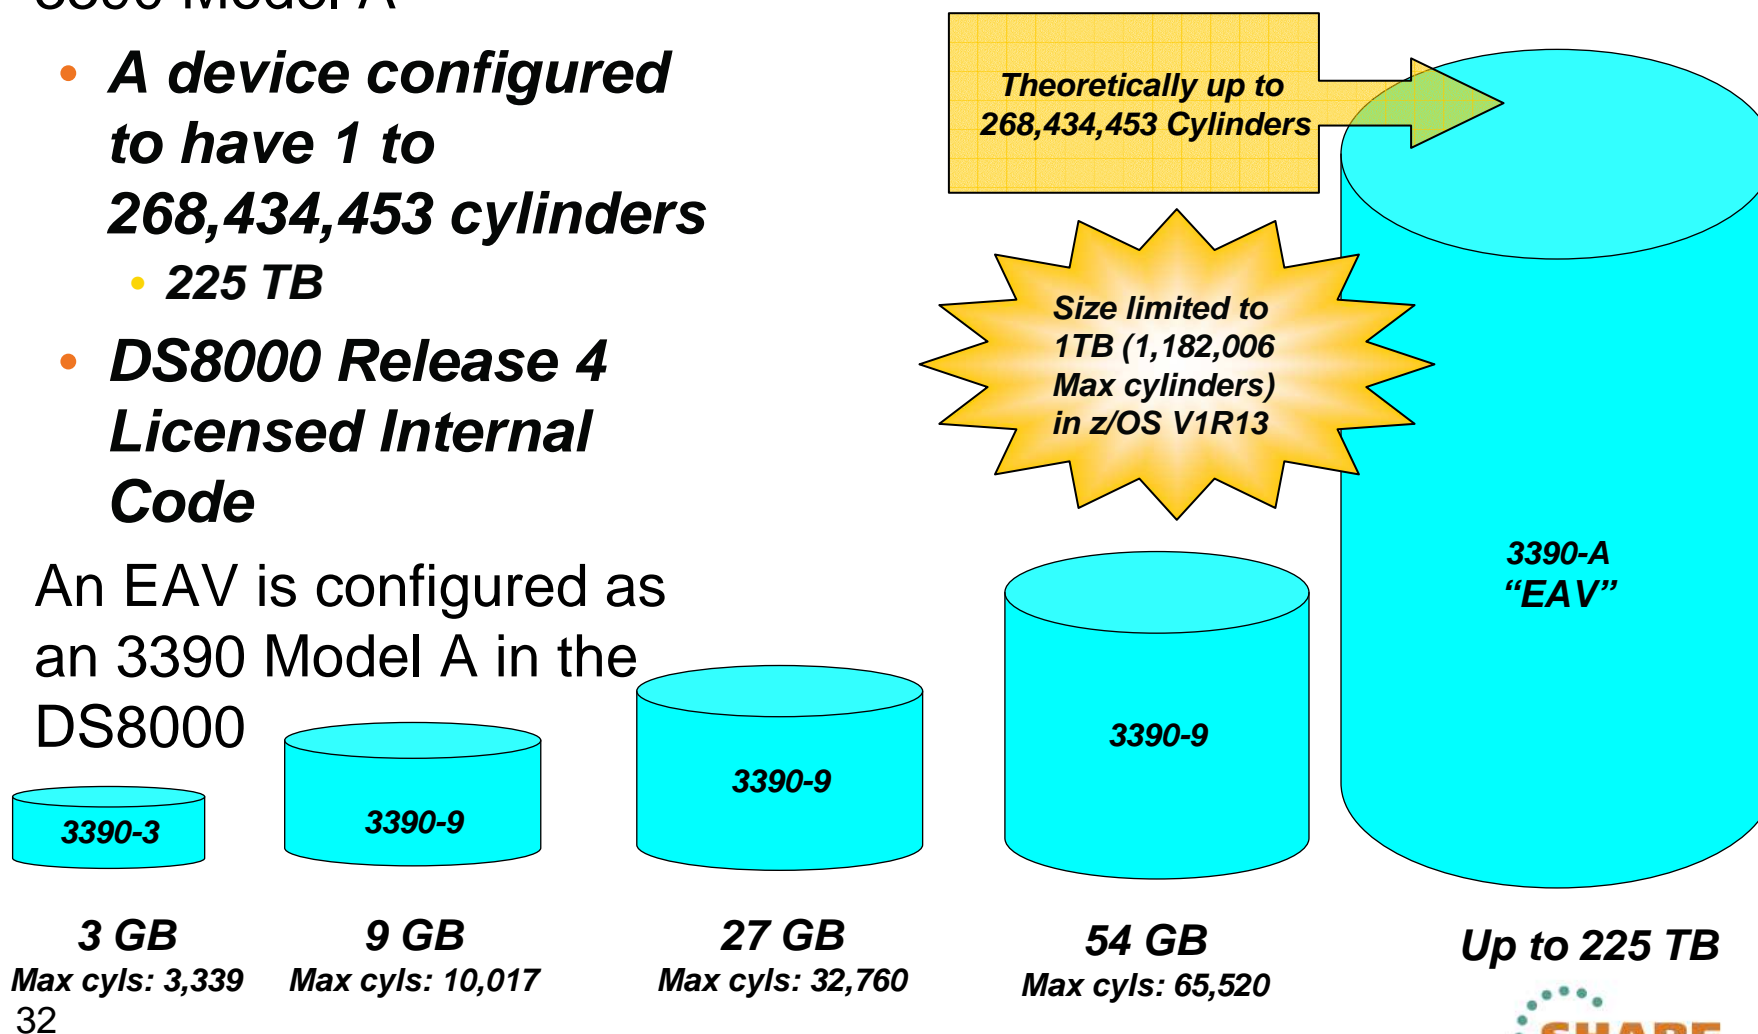 3390 Model A
• A device configured
to have 1 to
268,434,453 cylinders
• 225 TB
• DS8000 Release 4
Licensed Internal
Code
An EAV is configured as
an 3390 Model A in the
DS8000
Theoretically up to
268,434,453 Cylinders
Size limited to
1TB (1,182,006
Max cylinders)
in z/OS V1R13
3390-3
3390-9
3390-9
3390-9
3390-A
“EAV”
3 GB
Max cyls: 3,339
9 GB
Max cyls: 10,017
27 GB
Max cyls: 32,760
54 GB
Max cyls: 65,520
Up to 225 TB
32
SHARE